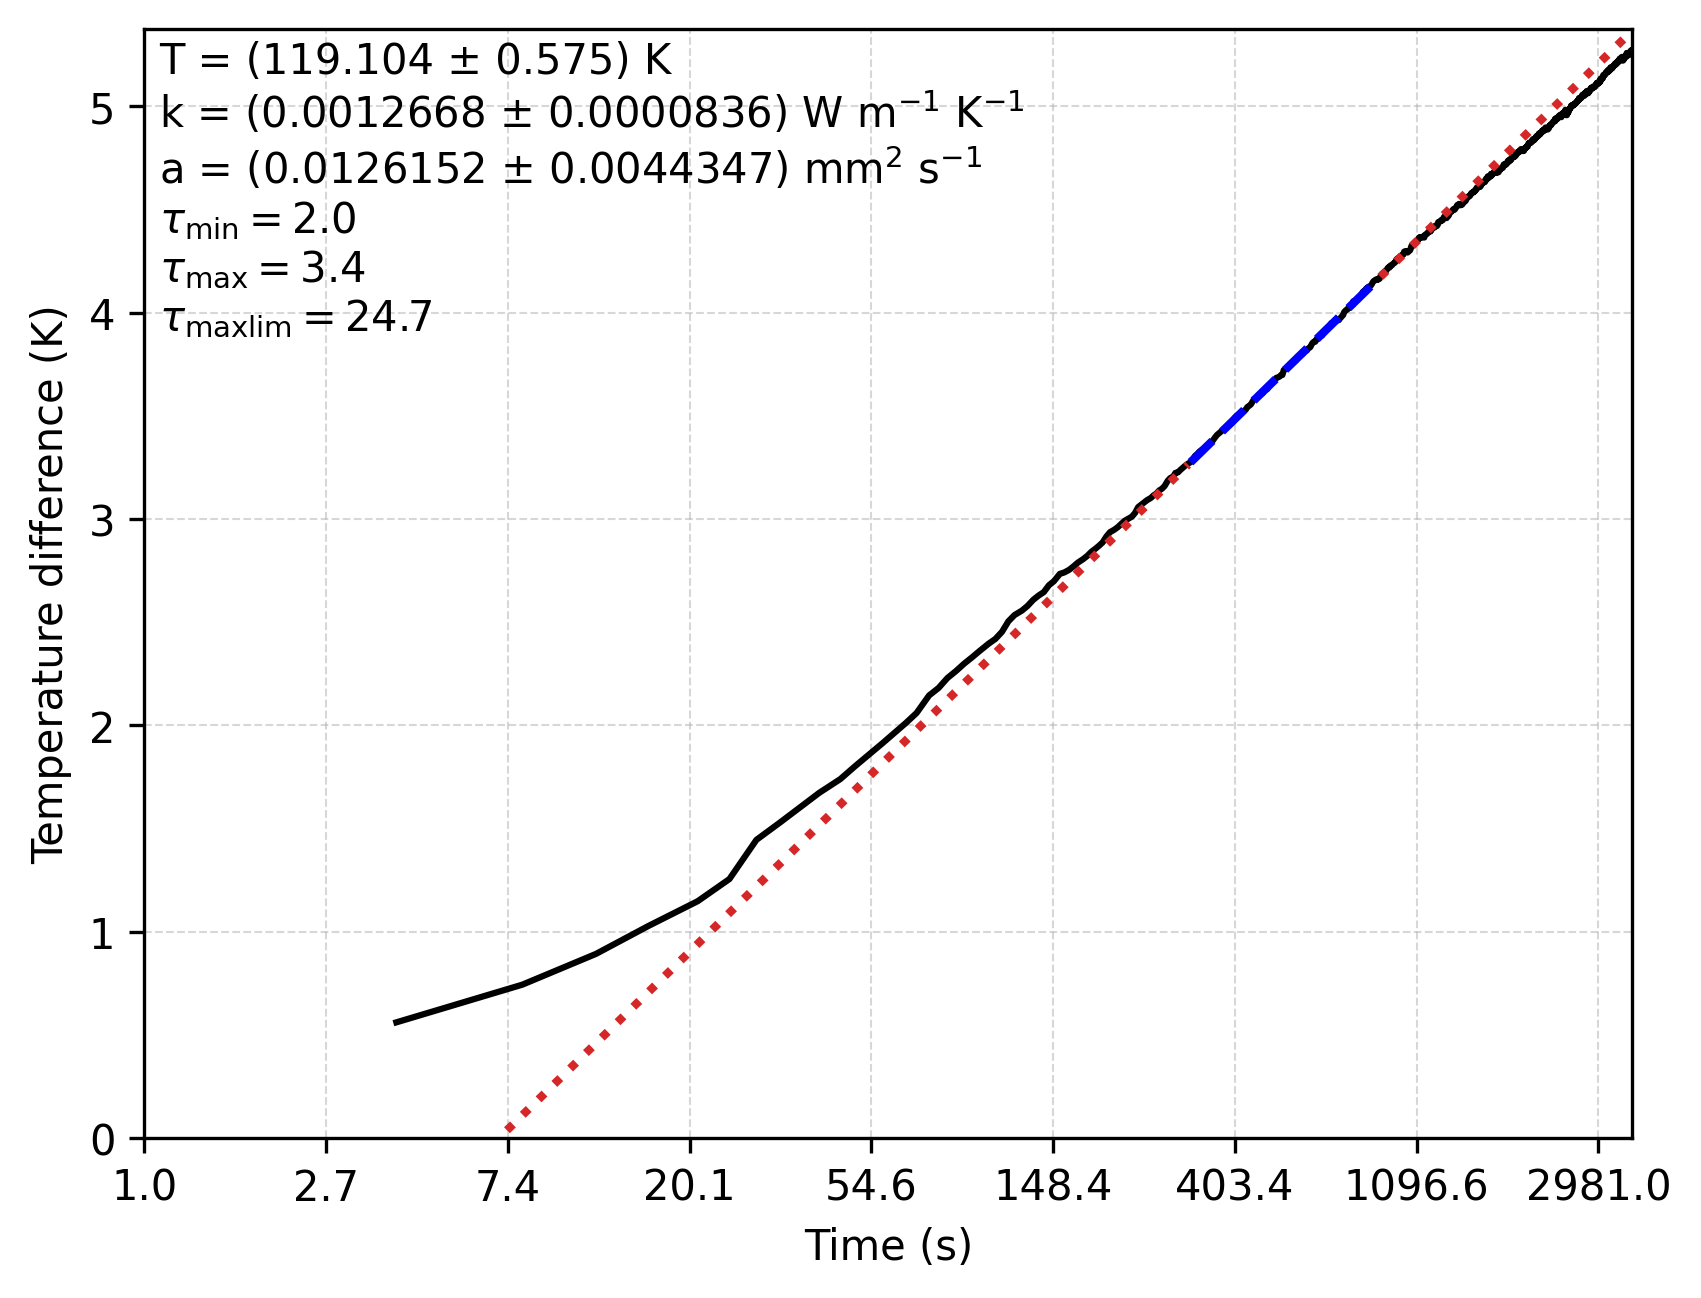 T = (119.104 ± 0.575) K
k = (0.0012668 ± 0.0000836) W m⁻¹ K⁻¹
a = (0.0126152 ± 0.0044347) mm² s⁻¹
τmin = 2.0
τmax = 3.4
τmaxlim = 24.7
Temperature difference (K)
5
4
3
2
1
0
1.0 2.7 7.4 20.1 54.6 148.4 403.4 1096.6 2981.0
Time (s)